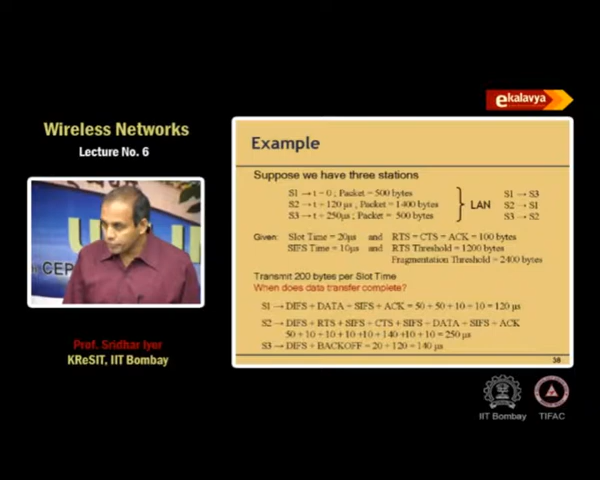 ekalavya
Wireless Networks
Lecture No. 6
Example
Suppose we have three stations
S1 → t = 0 ; Packet = 500 bytes
S2 → t = 120 μs ; Packet = 1400 bytes
S3 → t = 250μs ; Packet = 500 bytes
LAN
S1 → S3
S2 → S1
S3 → S2
Given:
Slot Time = 20μs and RTS = CTS = ACK = 100 bytes
SIFS Time = 10μs and RTS Threshold = 1200 bytes
Fragmentation Threshold = 2400 bytes
Transmit 200 bytes per Slot Time
When does data transfer complete?
S1 → DIFS + DATA + SIFS + ACK = 50 + 50 + 10 + 10 = 120 μs
S2 → DIFS + RTS + SIFS + CTS + SIFS + DATA + SIFS + ACK
50 + 10 + 10 + 10 +10 + 140 +10 + 10 = 250 μs
S3 → DIFS + BACKOFF = 20 + 120 = 140 μs
38
CEP
Prof. Sridhar Iyer
KReSIT, IIT Bombay
IIT Bombay
TIFAC